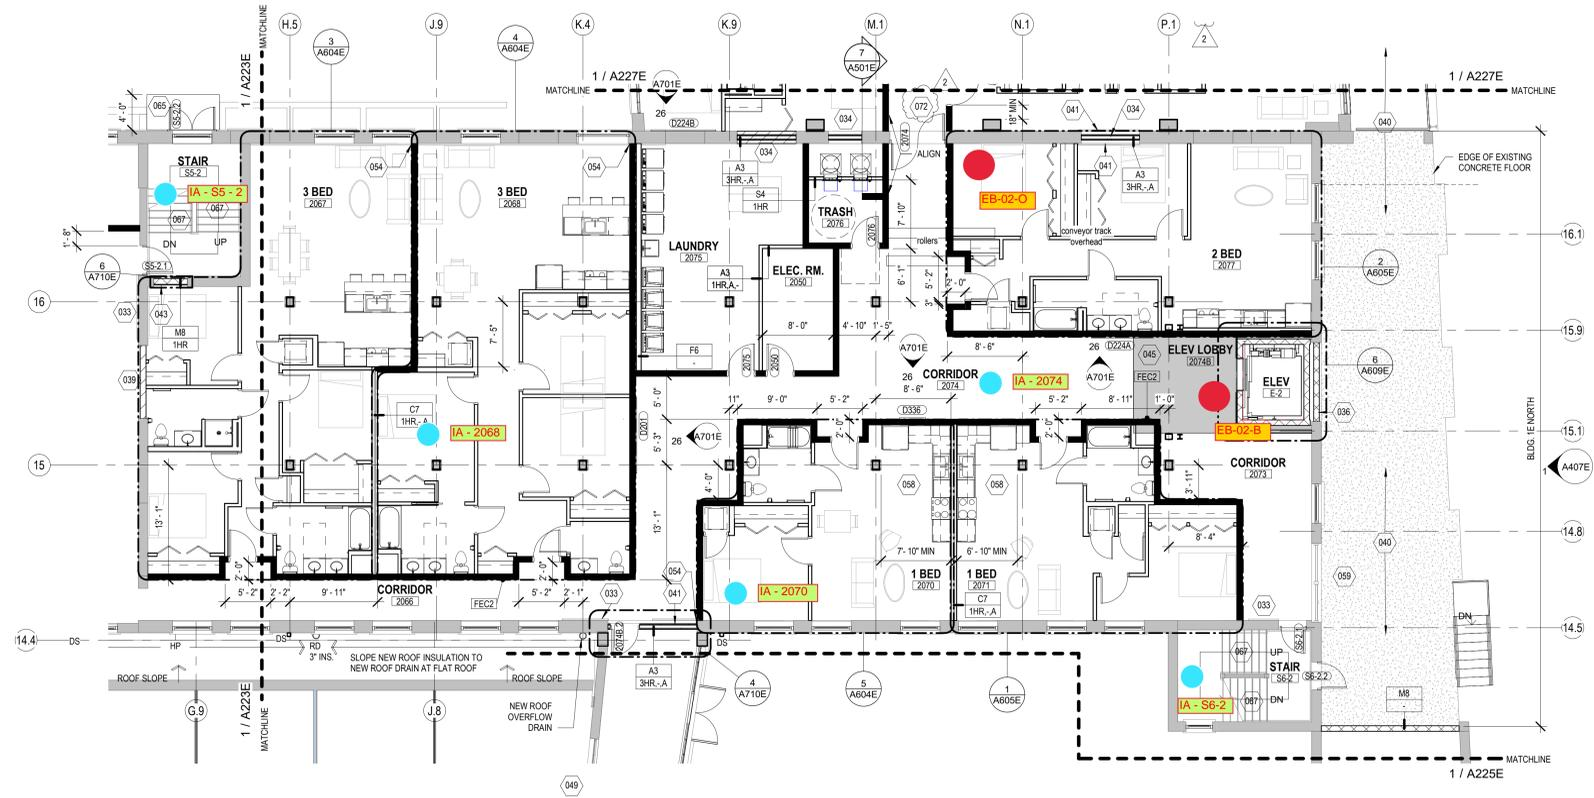 H.5
J.9
K.4
K.9
M.1
N.1
P.1
2
MATCHLINE
1 / A223E
3
A604E
4
A604E
7
A501E
1 / A227E
A701E
26
MATCHLINE
1 / A227E
MATCHLINE
4' - 0"
065
S5-2.2
D224B
034
2
072
2074
18" MIN
041
034
040
STAIR
S5-2
IA - S5 - 2
067
067
DN
UP
1' - 8"
6
A710E
S5-2.1
3 BED
2067
054
3 BED
2068
054
034
A3
3HR,-,A
S4
1HR
ALIGN
TRASH
2076
2076
7' - 10"
EB-02-O
041
A3
3HR,-,A
EDGE OF EXISTING
CONCRETE FLOOR
LAUNDRY
2075
A3
1HR,A,-
ELEC. RM.
2050
rollers
conveyor track
overhead
2 BED
2077
16.1
2
A605E
16
033
043
M8
1HR
039
7' - 5"
8' - 0"
4' - 10"
1' - 5"
6' - 1"
5' - 2"
3"
2' - 0"
15.9
F6
-
2075
2050
A701E
26
8' - 6"
26
D224A
A701E
045
FEC2
ELEV LOBBY
2074B
6
A609E
CORRIDOR
2074
IA - 2074
8' - 6"
ELEV
E-2
036
C7
1HR,-,A
IA - 2068
D201
5' - 0"
5' - 3"
11"
9' - 0"
5' - 2"
D336
5' - 2"
8' - 11"
1' - 0"
2' - 0"
2' - 0"
26
A701E
EB-02-B
15.1
BLDG. 1E NORTH
1
A407E
15
13' - 1"
4' - 0"
058
058
CORRIDOR
2073
3' - 11"
13' - 1"
7' - 10" MIN
6' - 10" MIN
8' - 4"
14.8
040
2' - 0"
2' - 0"
5' - 2"
2' - 2"
9' - 11"
CORRIDOR
2066
FEC2
5' - 2"
2' - 1"
054
033
041
IA - 2070
1 BED
2070
1 BED
2071
C7
1HR,-,A
033
059
DN
14.4
DS
HP
DS
RD
3" INS.
SLOPE NEW ROOF INSULATION TO
NEW ROOF DRAIN AT FLAT ROOF
2074B.2
DS
S6-2.1
14.5
ROOF SLOPE
ROOF SLOPE
A3
3HR,-,A
4
A710E
5
A604E
1
A605E
067
UP
STAIR
S6-2
S6-2.2
067
DN
IA - S6-2
M8
-
G.9
1 / A223E
MATCHLINE
J.8
NEW ROOF
OVERFLOW
DRAIN
049
MATCHLINE
1 / A225E